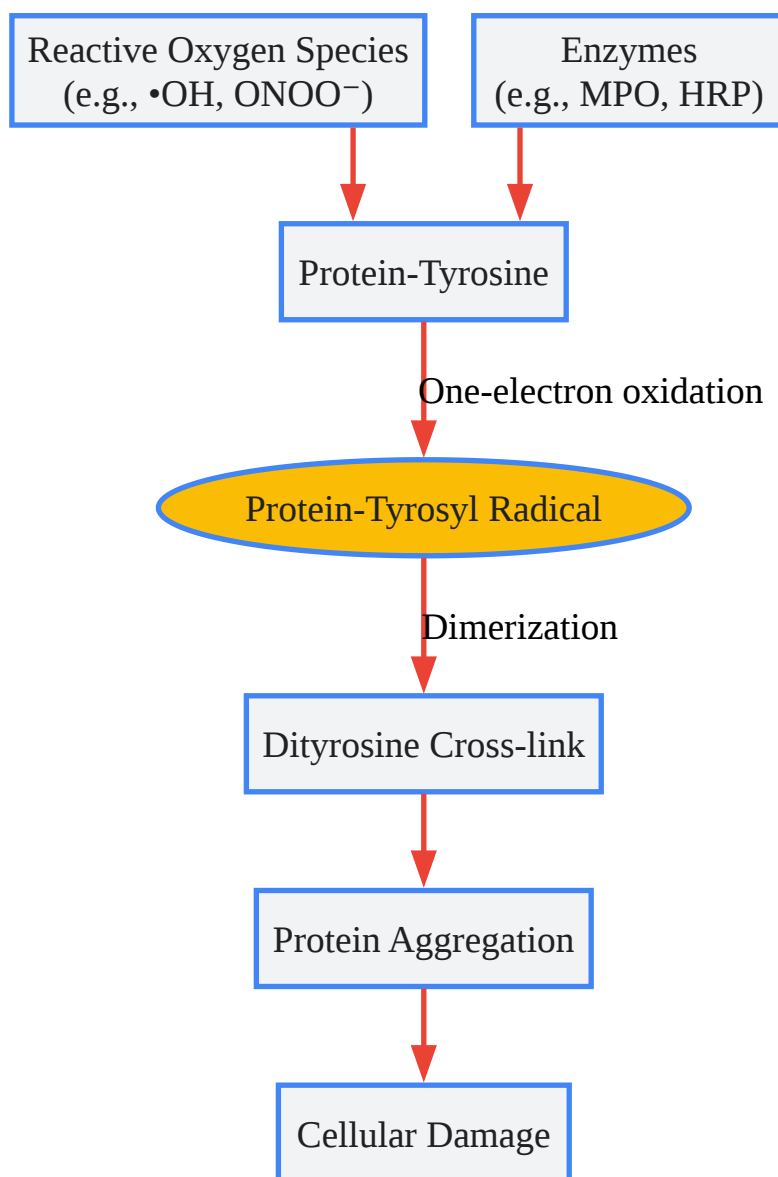 Reactive Oxygen Species
(e.g., •OH, ONOO⁻)
Enzymes
(e.g., MPO, HRP)
Protein-Tyrosine
One-electron oxidation
Protein-Tyrosyl Radical
Dimerization
Dityrosine Cross-link
Protein Aggregation
Cellular Damage